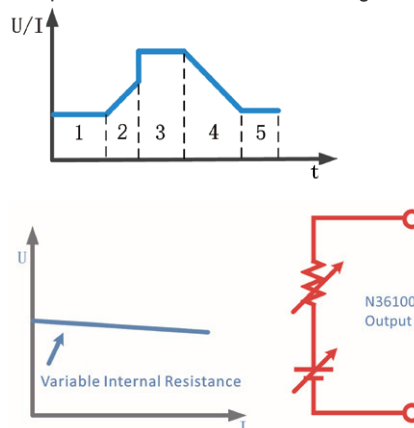 U/I
1 2 3 4 5
t
U
Variable Internal Resistance
N36100
Output